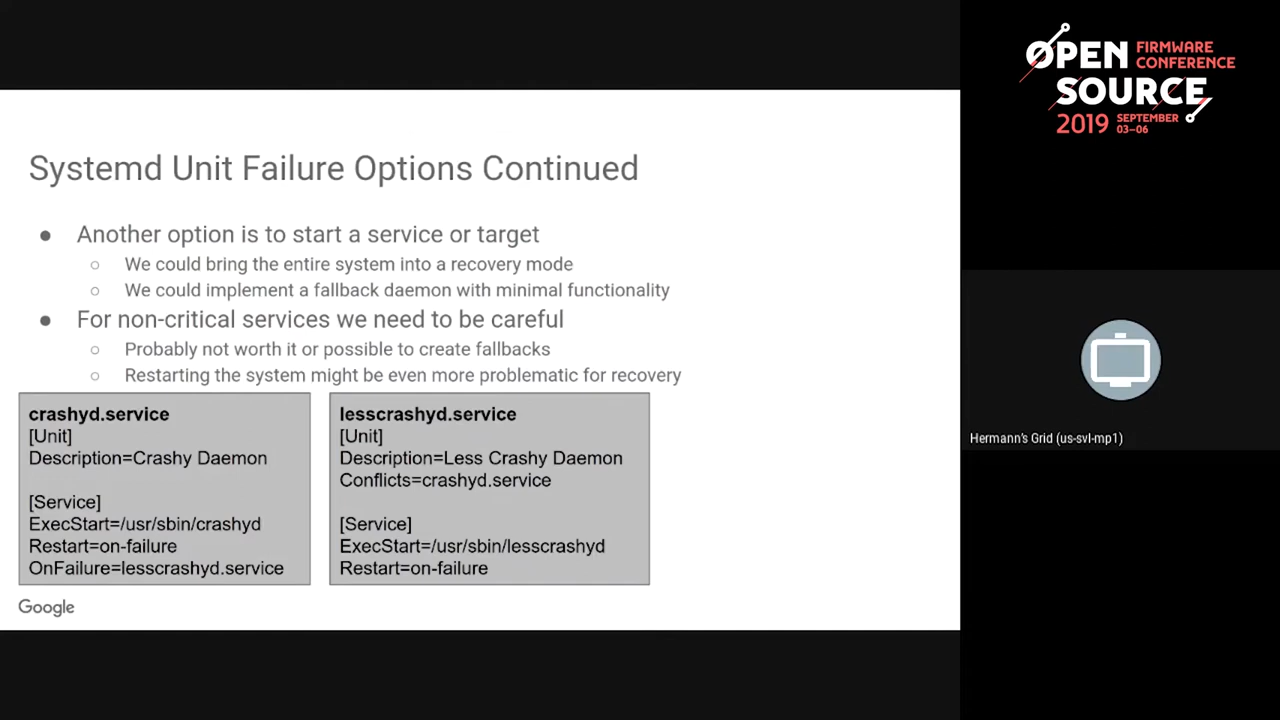 Systemd Unit Failure Options Continued
● Another option is to start a service or target
○ We could bring the entire system into a recovery mode
○ We could implement a fallback daemon with minimal functionality
● For non-critical services we need to be careful
○ Probably not worth it or possible to create fallbacks
○ Restarting the system might be even more problematic for recovery
crashyd.service
[Unit]
Description=Crashy Daemon
[Service]
ExecStart=/usr/sbin/crashyd
Restart=on-failure
OnFailure=lesscrashyd.service
lesscrashyd.service
[Unit]
Description=Less Crashy Daemon
Conflicts=crashyd.service
[Service]
ExecStart=/usr/sbin/lesscrashyd
Restart=on-failure
Google
OPEN FIRMWARE
CONFERENCE
SOURCE
2019 SEPTEMBER
03–06
Hermann's Grid (us-svl-mp1)